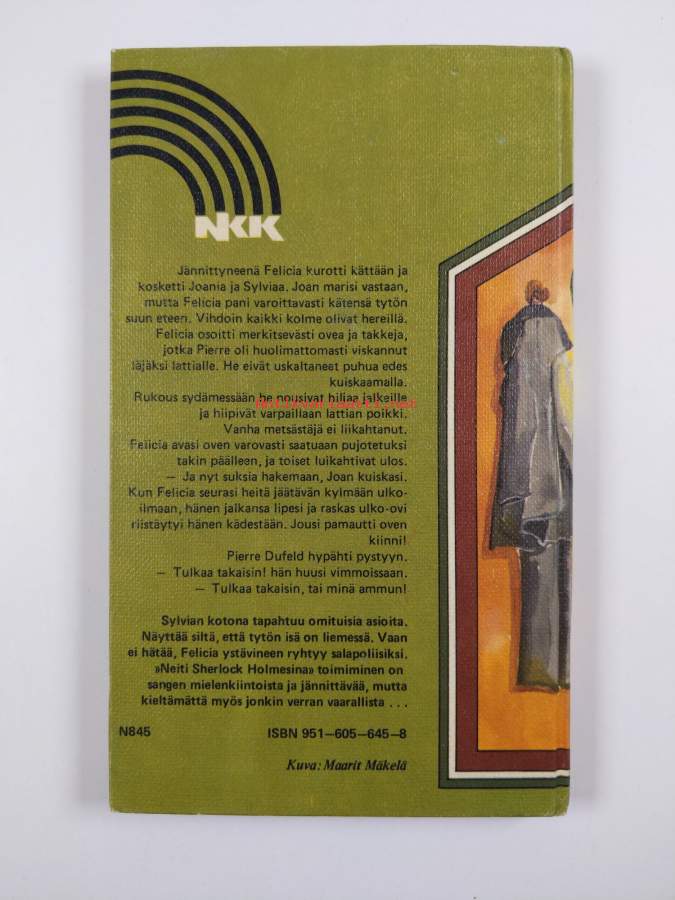 NKK
Jännittyneenä Felicia kurotti kättään ja
kosketti Joania ja Sylviaa. Joan marisi vastaan,
mutta Felicia pani varoittavasti kätensä tytön
suun eteen. Vihdoin kaikki kolme olivat hereillä.
Felicia osoitti merkitsevästi ovea ja takkeja,
jotka Pierre oli huolimattomasti viskannut
läjäksi lattialle. He eivät uskaltaneet puhua edes
kuiskaamalla.
Rukous sydämessään he nousivat hiljaa jalkeille
ja hiipivät varpaillaan lattian poikki.
Vanha metsästäjä ei liikahtanut.
Felicia avasi oven varovasti saatuaan pujotetuksi
takin päälleen, ja toiset luikahtivat ulos.
— Ja nyt suksia hakemaan, Joan kuiskasi.
Kun Felicia seurasi heitä jäätävän kylmään ulko-
ilmaan, hänen jalkansa lipesi ja raskas ulko-ovi
riistäytyi hänen kädestään. Jousi pamautti oven
kiinni!
Pierre Dufeld hypähti pystyyn.
— Tulkaa takaisin! hän huusi vimmoissaan.
— Tulkaa takaisin, tai minä ammun!
Sylvian kotona tapahtuu omituisia asioita.
Näyttää siltä, että tytön isä on liemessä. Vaan
ei hätää, Felicia ystävineen ryhtyy salapoliisiksi.
»Neiti Sherlock Holmesina» toimiminen on
sangen mielenkiintoista ja jännittävää, mutta
kieltämättä myös jonkin verran vaarallista . . .
N845 ISBN 951—605—645—8
Kuva: Maarit Mäkelä